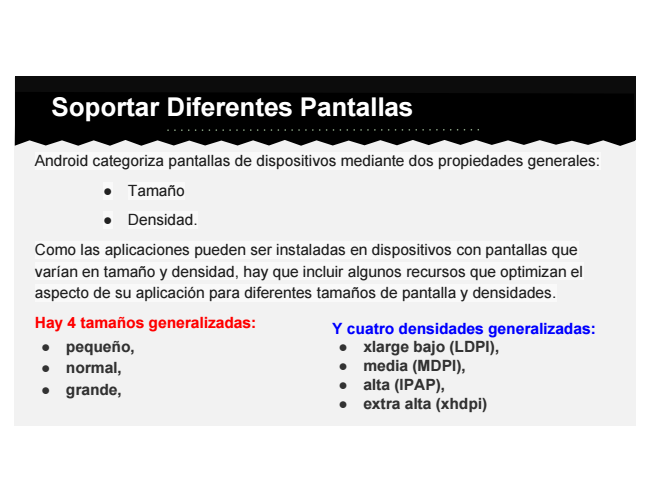 Soportar Diferentes Pantallas
Android categoriza pantallas de dispositivos mediante dos propiedades generales:
● Tamaño
● Densidad.
Como las aplicaciones pueden ser instaladas en dispositivos con pantallas que
varían en tamaño y densidad, hay que incluir algunos recursos que optimizan el
aspecto de su aplicación para diferentes tamaños de pantalla y densidades.
Hay 4 tamaños generalizadas:
● pequeño,
● normal,
● grande,
Y cuatro densidades generalizadas:
● xlarge bajo (LDPI),
● media (MDPI),
● alta (IPAP),
● extra alta (xhdpi)